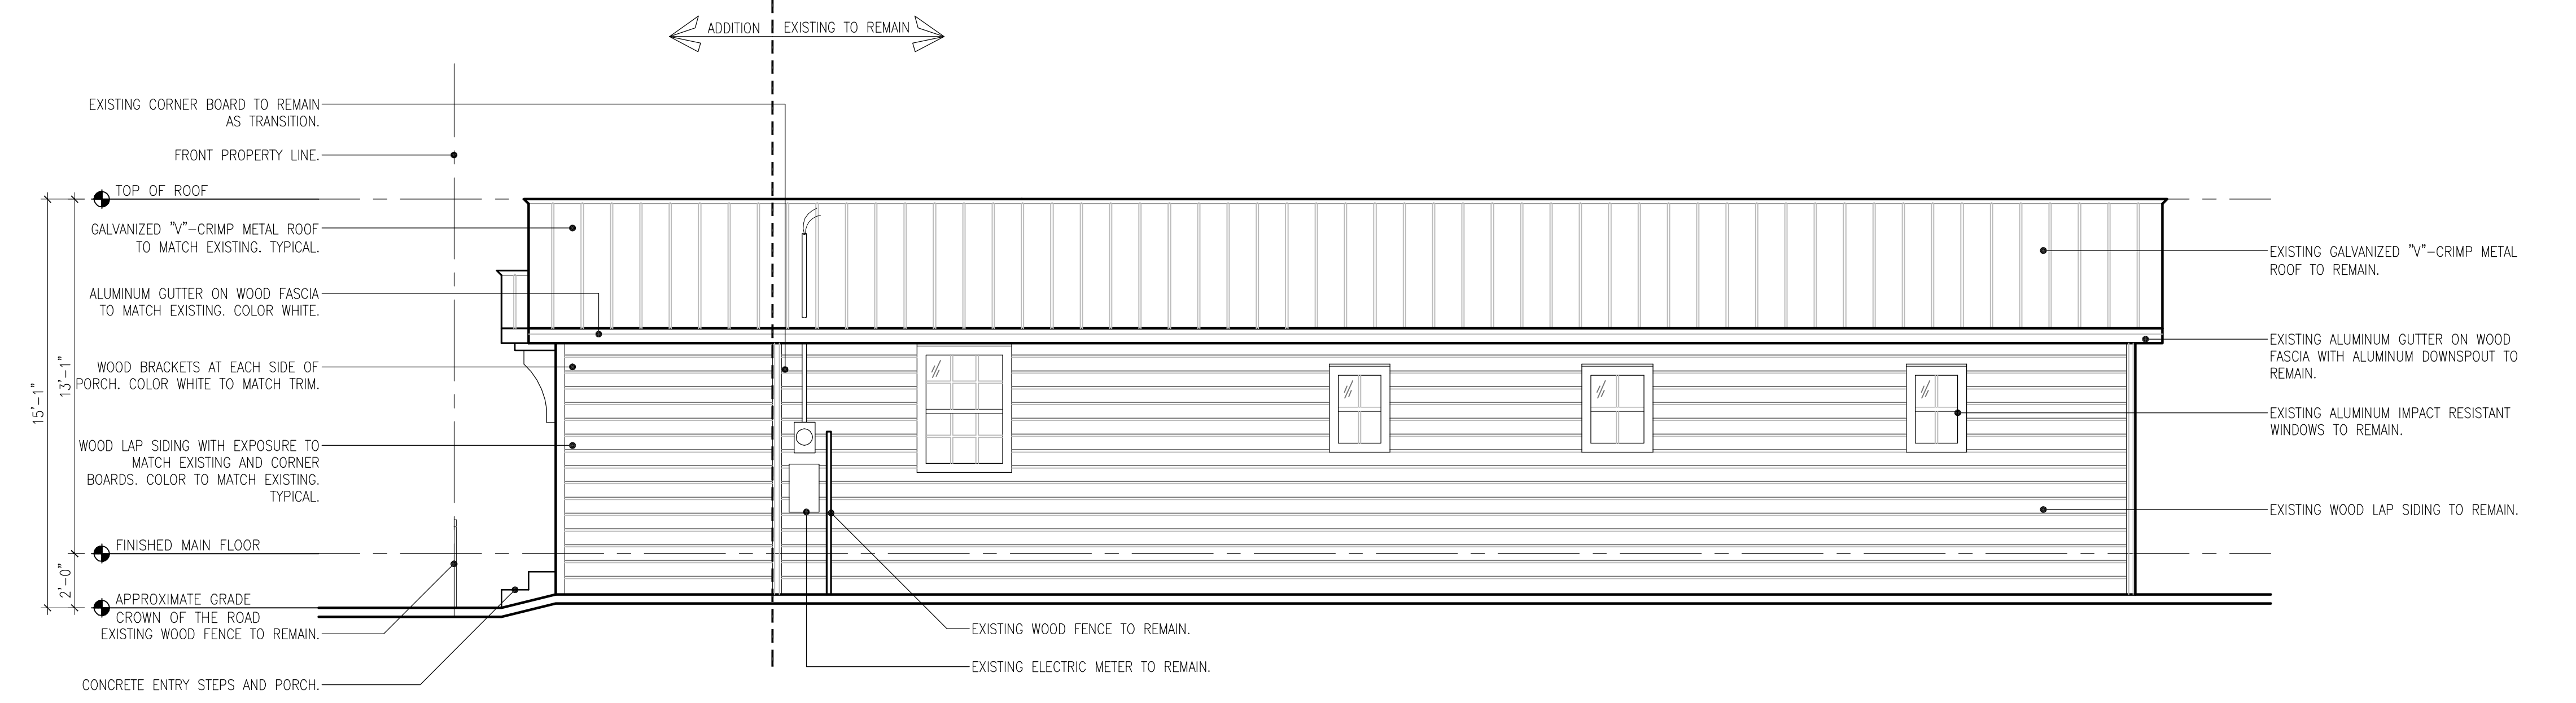 ADDITION
EXISTING TO REMAIN
EXISTING CORNER BOARD TO REMAIN
AS TRANSITION.
FRONT PROPERTY LINE.
TOP OF ROOF
GALVANIZED "V"-CRIMP METAL ROOF
TO MATCH EXISTING. TYPICAL.
ALUMINUM GUTTER ON WOOD FASCIA
TO MATCH EXISTING. COLOR WHITE.
WOOD BRACKETS AT EACH SIDE OF
PORCH. COLOR WHITE TO MATCH TRIM.
15'-1"
13'-1"
WOOD LAP SIDING WITH EXPOSURE TO
MATCH EXISTING AND CORNER
BOARDS. COLOR TO MATCH EXISTING.
TYPICAL.
FINISHED MAIN FLOOR
2'-0"
APPROXIMATE GRADE
CROWN OF THE ROAD
EXISTING WOOD FENCE TO REMAIN.
CONCRETE ENTRY STEPS AND PORCH.
EXISTING WOOD FENCE TO REMAIN.
EXISTING ELECTRIC METER TO REMAIN.
EXISTING GALVANIZED "V"-CRIMP METAL
ROOF TO REMAIN.
EXISTING ALUMINUM GUTTER ON WOOD
FASCIA WITH ALUMINUM DOWNSPOUT TO
REMAIN.
EXISTING ALUMINUM IMPACT RESISTANT
WINDOWS TO REMAIN.
EXISTING WOOD LAP SIDING TO REMAIN.